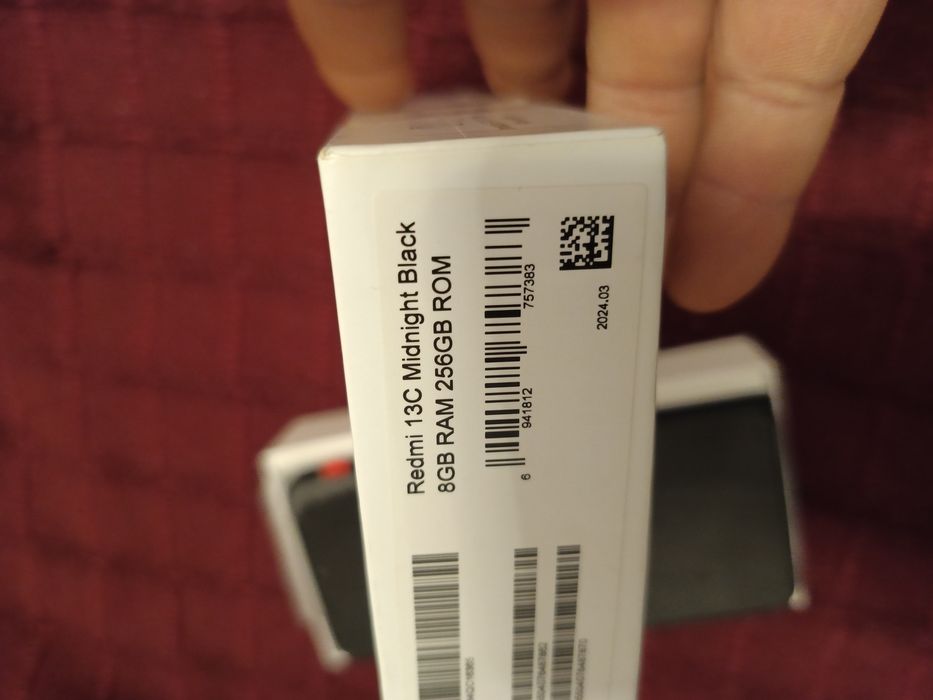 Redmi 13C Midnight Black
8GB RAM 256GB ROM
6 941812 757383
2024.03